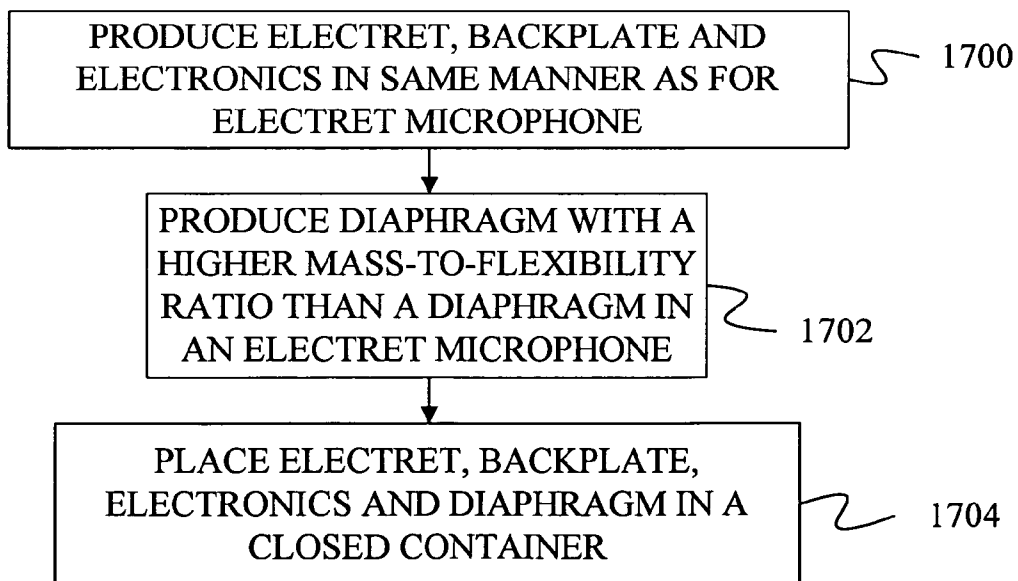 PRODUCE ELECTRET, BACKPLATE AND
ELECTRONICS IN SAME MANNER AS FOR
ELECTRET MICROPHONE
1700
PRODUCE DIAPHRAGM WITH A
HIGHER MASS-TO-FLEXIBILITY
RATIO THAN A DIAPHRAGM IN
AN ELECTRET MICROPHONE
1702
PLACE ELECTRET, BACKPLATE,
ELECTRONICS AND DIAPHRAGM IN A
CLOSED CONTAINER
1704